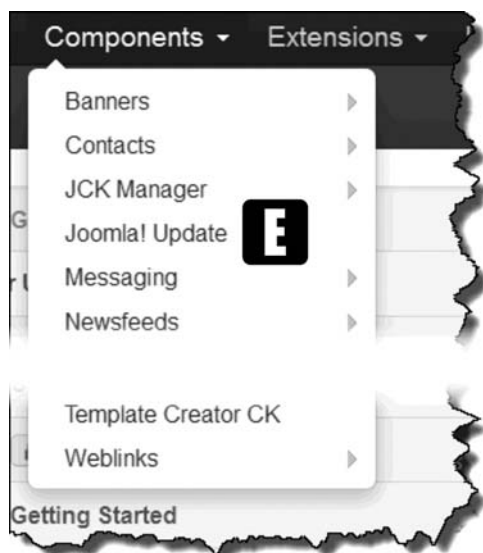 Components Extensions
Banners
Contacts
JCK Manager
G
Joomla! Update E
r U
Messaging
Newsfeeds
Template Creator CK
Weblinks
Getting Started